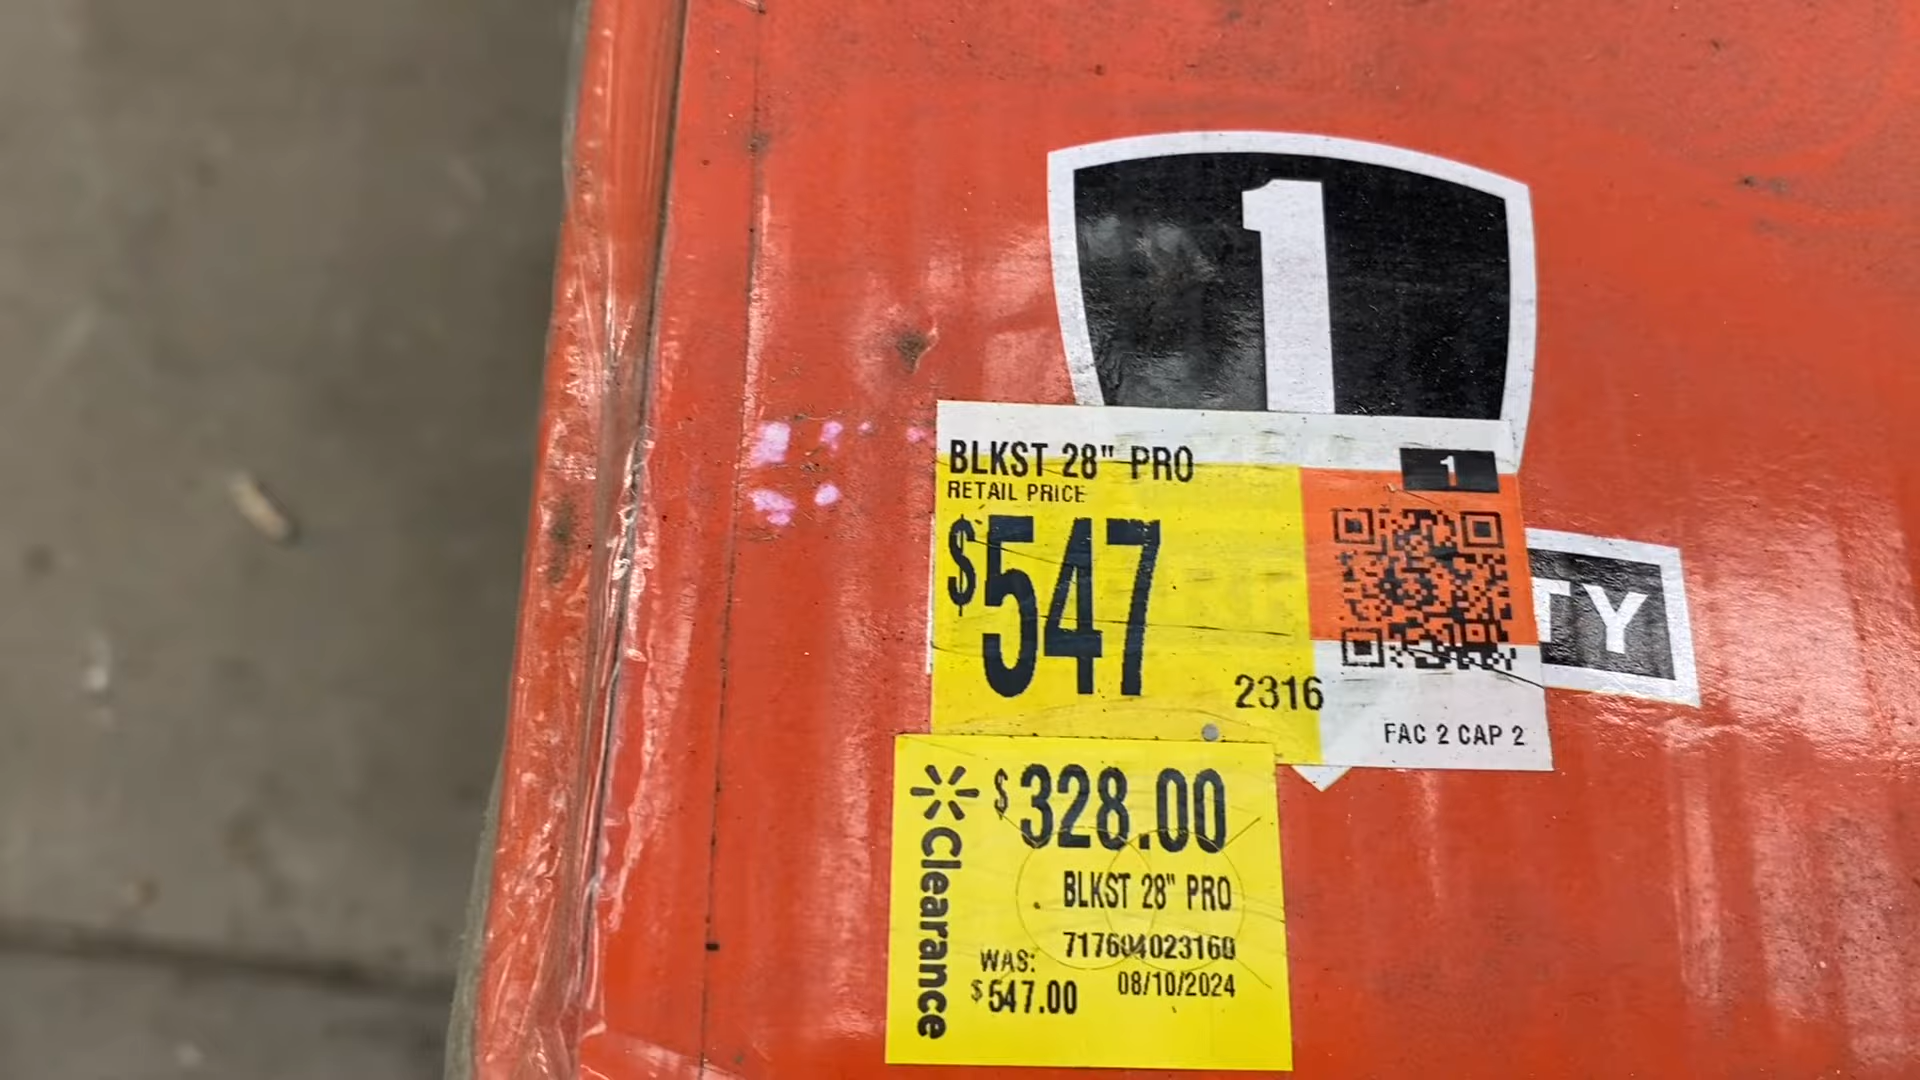 1
BLKST 28" PRO
1
RETAIL PRICE
$547
TY
2316
FAC 2 CAP 2
$328.00
Clearance
BLKST 28" PRO
717604023160
WAS:
$547.00
08/10/2024